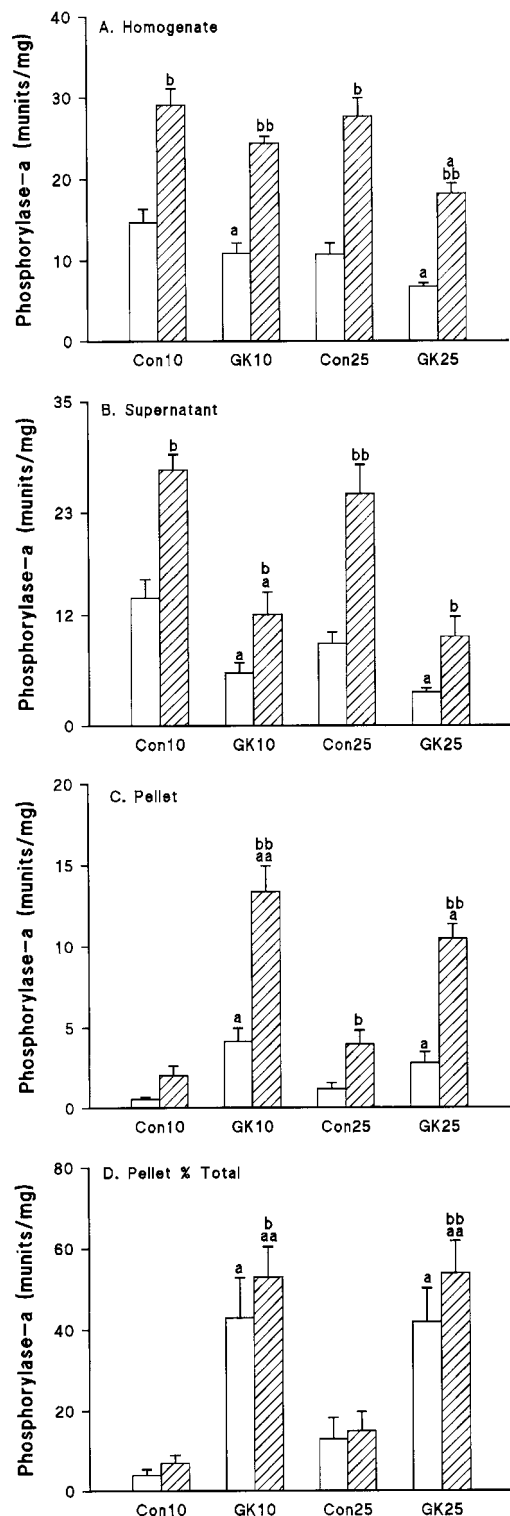 A. Homogenate
Phosphorylase-a (munits/mg)
40
30
20
10
0
b
a
bb
b
a
a
bb
Con10 GK10 Con25 GK25
B. Supernatant
Phosphorylase-a (munits/mg)
35
23
12
0
b
a
b
a
bb
a
b
Con10 GK10 Con25 GK25
C. Pellet
Phosphorylase-a (munits/mg)
20
15
10
5
0
a
bb
aa
b
a
bb
a
Con10 GK10 Con25 GK25
D. Pellet % Total
Phosphorylase-a (munits/mg)
80
60
40
20
0
a
b
aa
a
bb
aa
Con10 GK10 Con25 GK25